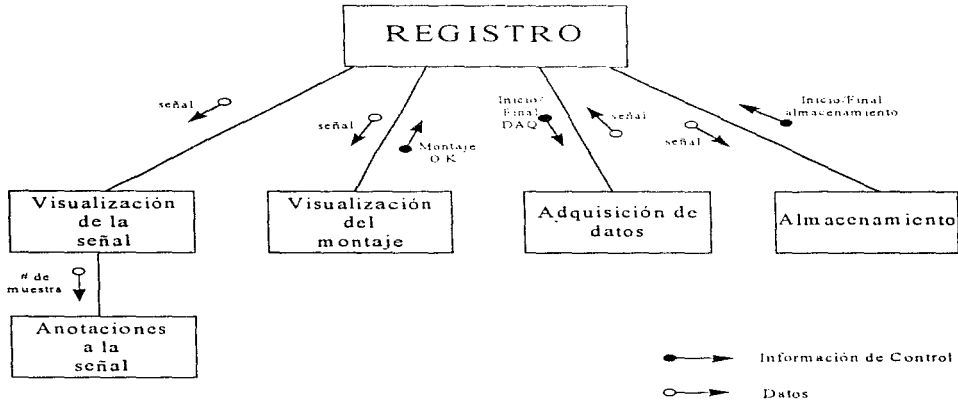 REGISTRO
señal
señal
Montaje
O K
Inicio/
Final
DAQ
señal
señal
Inicio/Final
almacenamiento
Visualización
de la
señal
Visualización
del
montaje
Adquisición de
datos
Almacenamiento
# de
muestra
Anotaciones
a la
señal
Información de Control
Datos